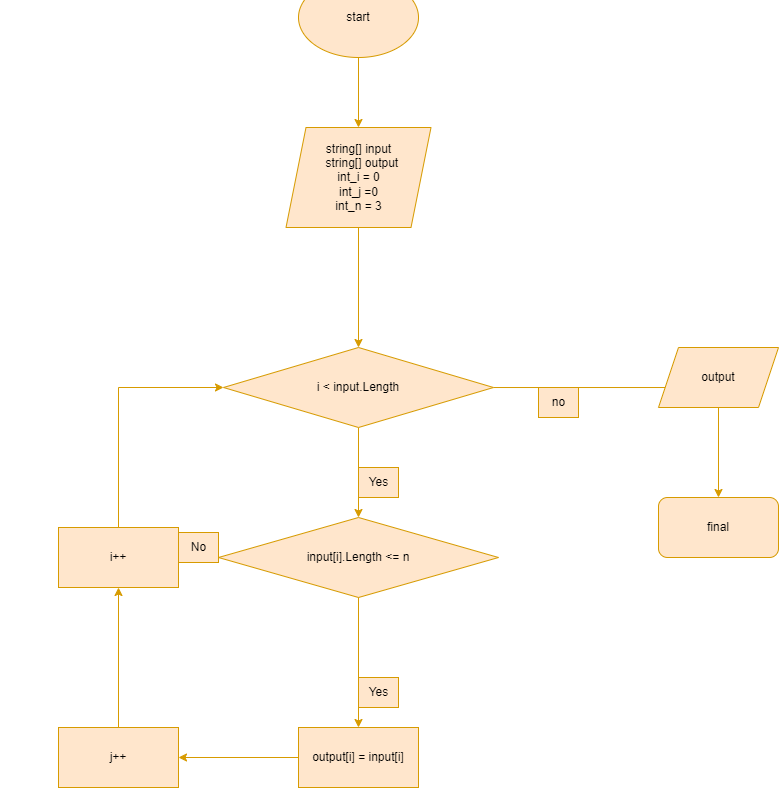 start
string[] input
string[] output
int_i = 0
int_j =0
int_n = 3
i < input.Length
no
output
Yes
final
i++
No
input[i].Length <= n
Yes
j++
output[i] = input[i]